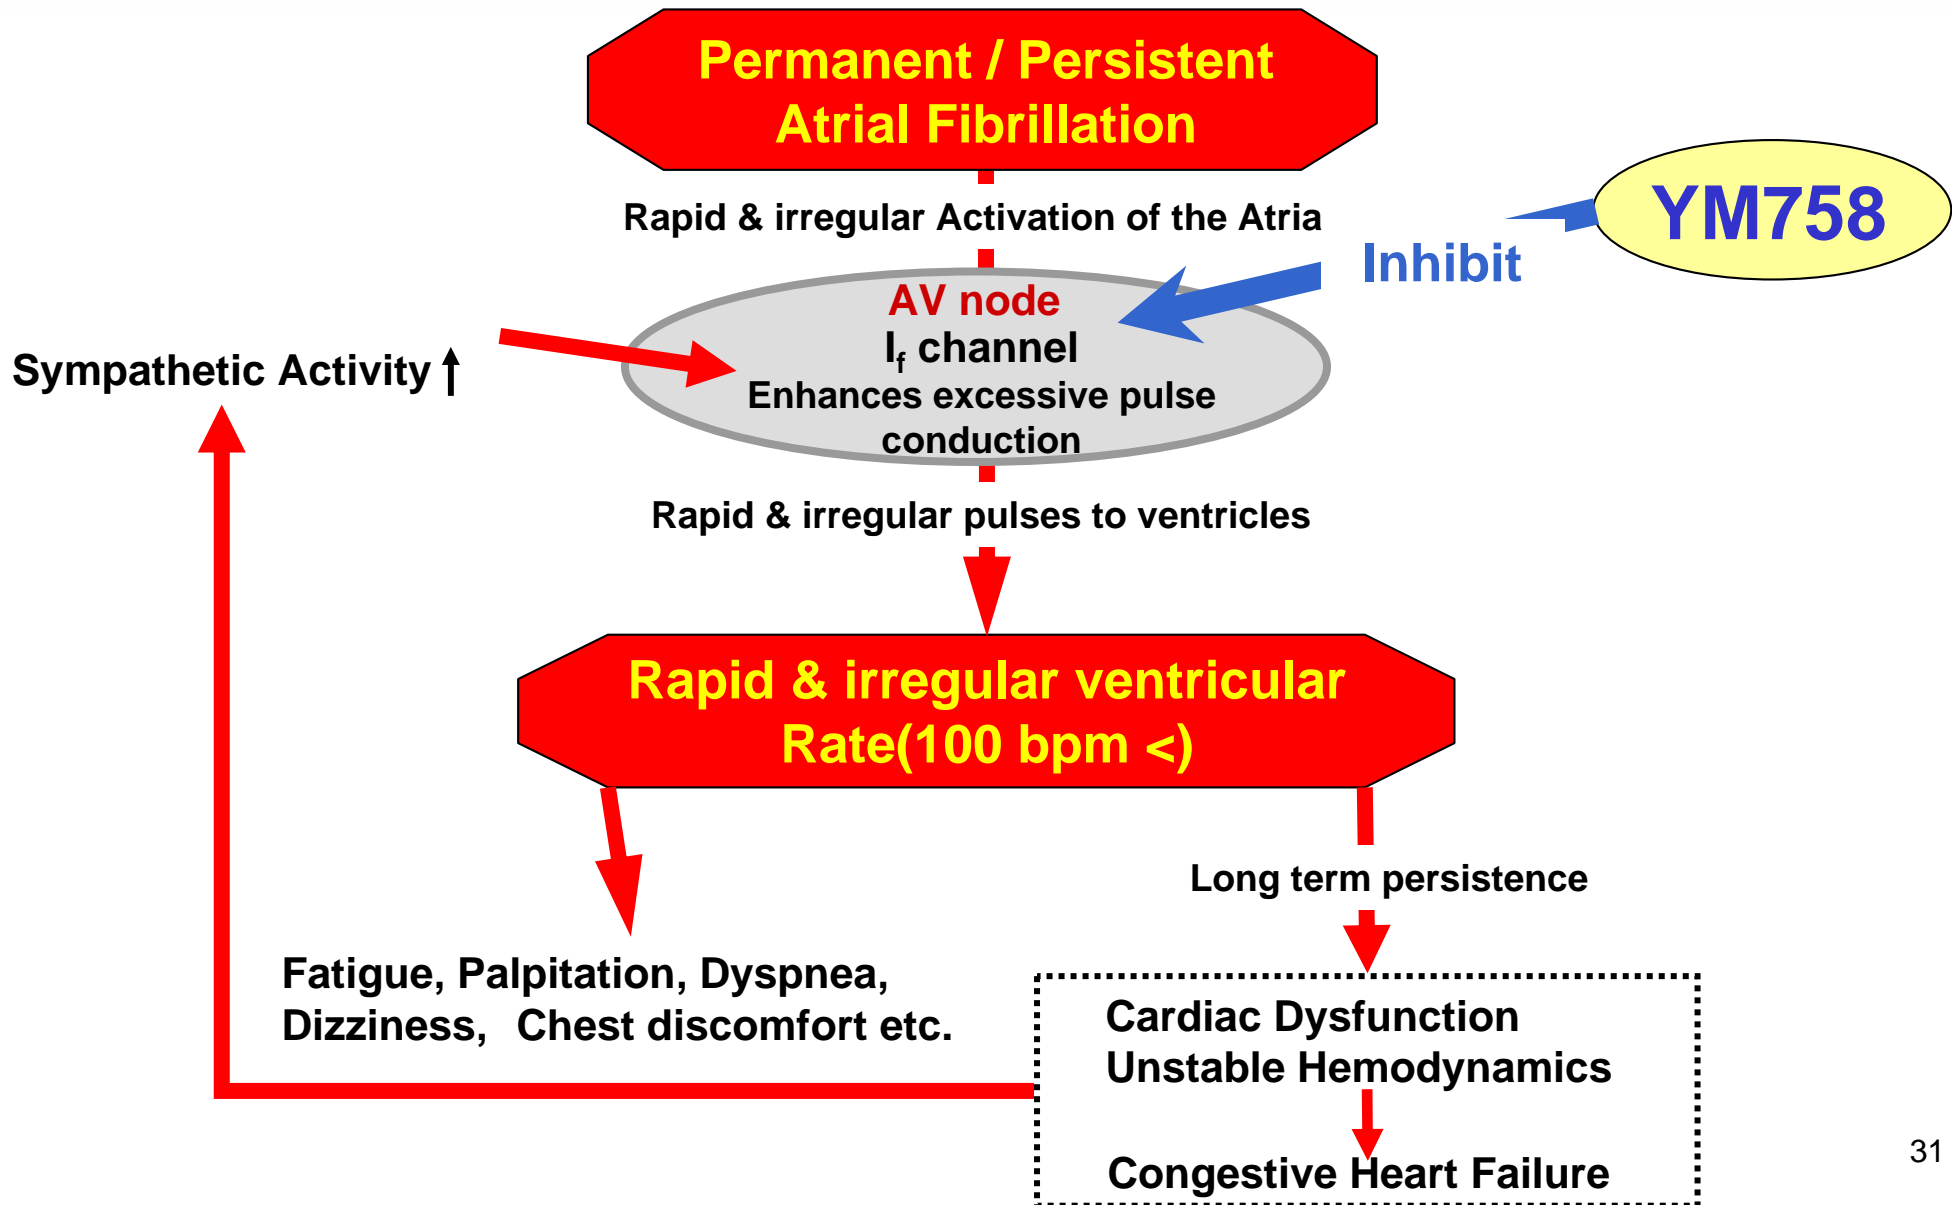 Permanent / Persistent
Atrial Fibrillation
Rapid & irregular Activation of the Atria
YM758
Inhibit
AV node
If channel
Enhances excessive pulse
conduction
Sympathetic Activity↑
Rapid & irregular pulses to ventricles
Rapid & irregular ventricular
Rate(100 bpm <)
Long term persistence
Fatigue, Palpitation, Dyspnea,
Dizziness, Chest discomfort etc.
Cardiac Dysfunction
Unstable Hemodynamics
Congestive Heart Failure
31